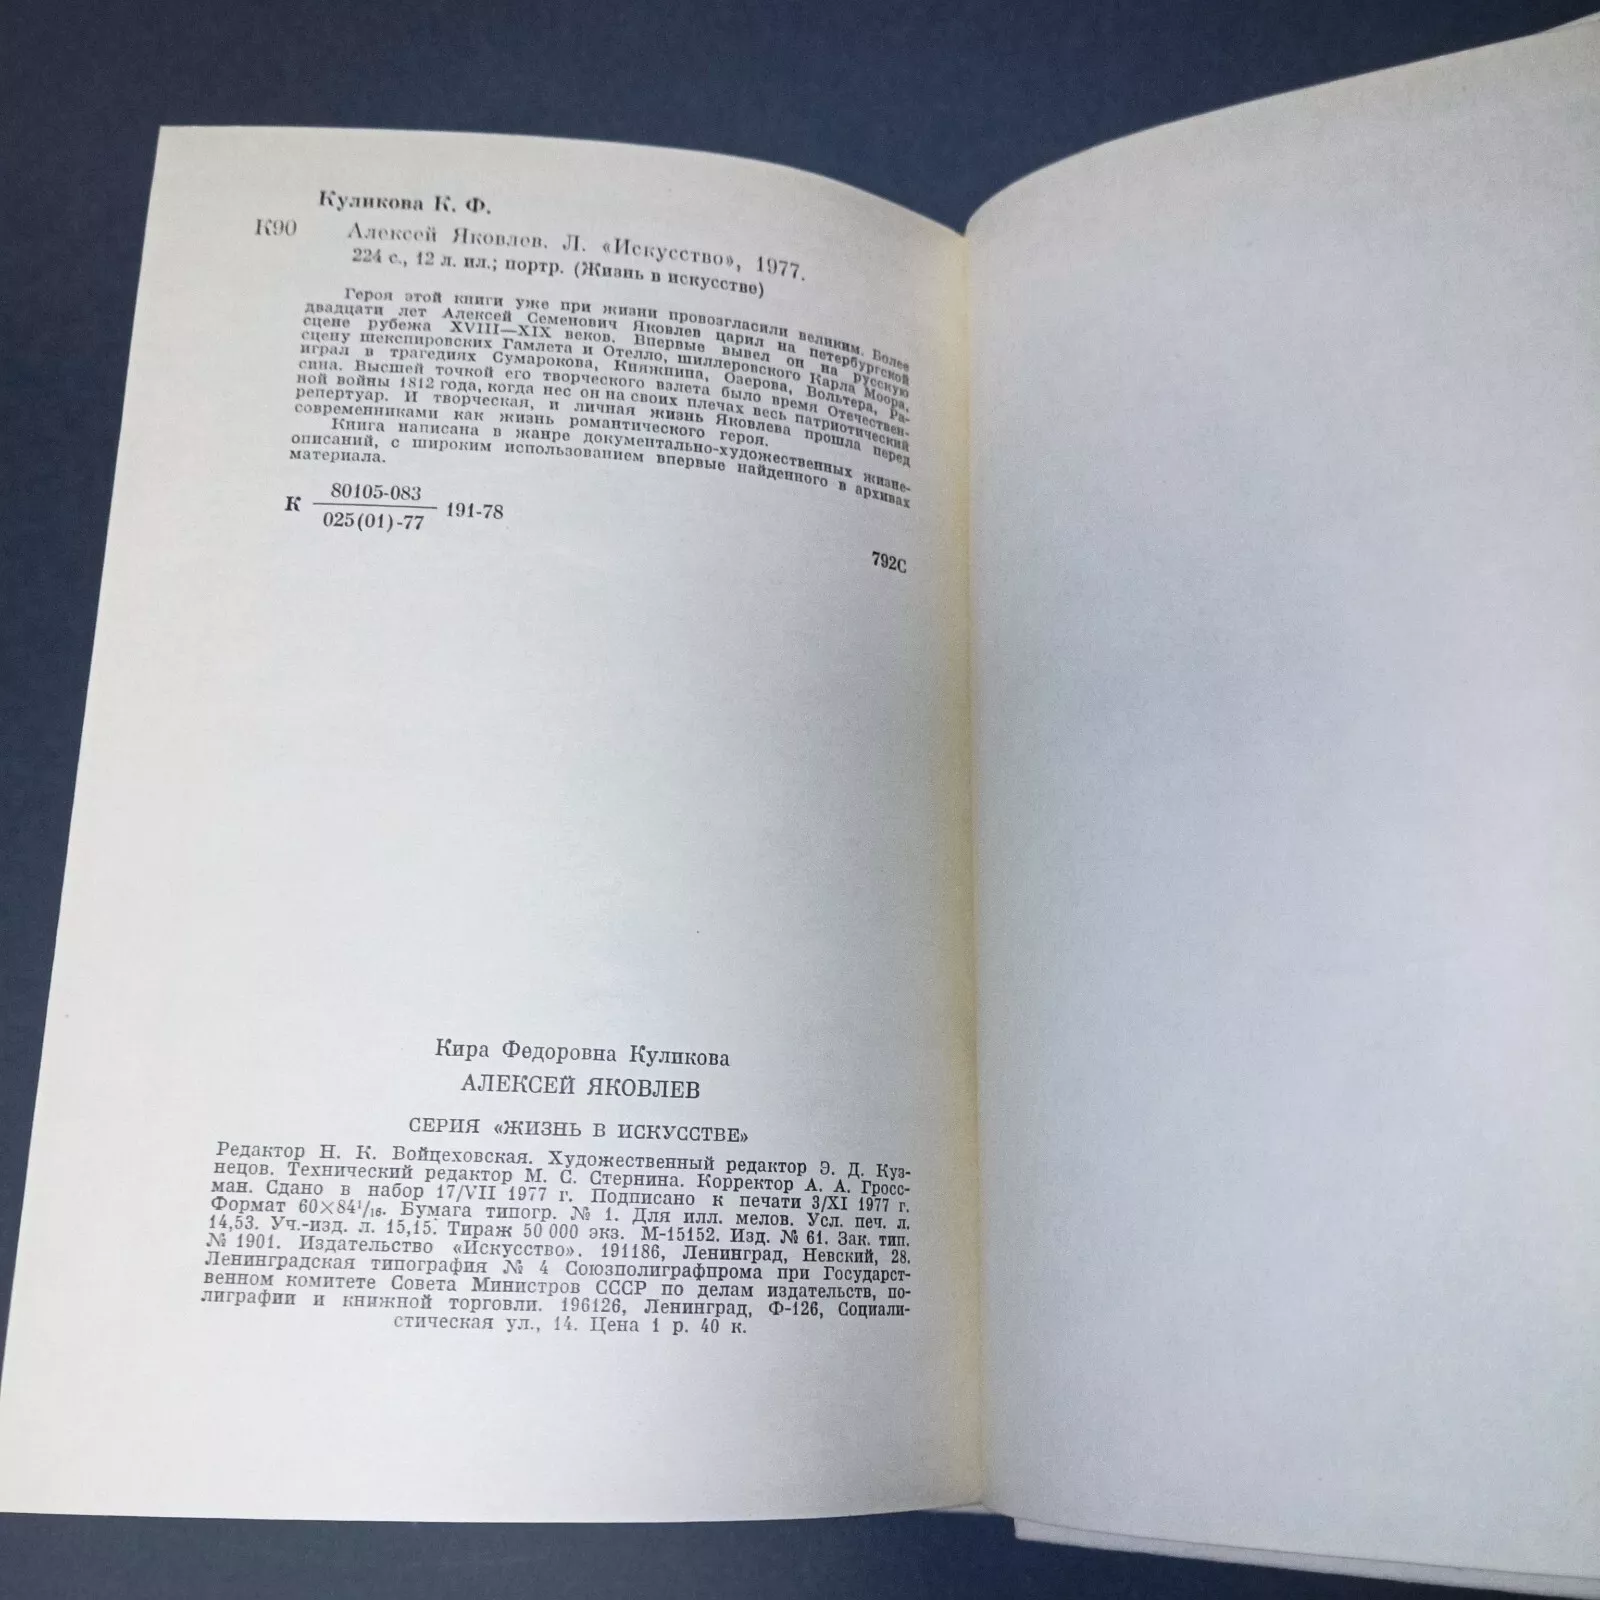 Куликова К. Ф.
К90 Алексей Яковлев. Л. «Искусство», 1977.
224 с., 12 л. ил.; портр. (Жизнь в искусстве)
Героя этой книги уже при жизни провозгласили великим. Более
двадцати лет Алексей Семенович Яковлев царил на петербургской
сцене рубежа XVIII—XIX веков. Впервые вывел он на русскую
сцену шекспировских Гамлета и Отелло, шиллеровского Карла Моора,
играл в трагедиях Сумарокова, Княжнина, Озерова, Вольтера, Ра-
сина. Высшей точкой его творческого взлета было время Отечествен-
ной войны 1812 года, когда нес он на своих плечах весь патриотический
репертуар. И творческая, и личная жизнь Яковлева прошла перед
современниками как жизнь романтического героя.
Книга написана в жанре документально-художественных жизне-
описаний, с широким использованием впервые найденного в архивах
материала.
К 80105-083 191-78
025(01)-77
792С
Кира Федоровна Куликова
АЛЕКСЕЙ ЯКОВЛЕВ
СЕРИЯ «ЖИЗНЬ В ИСКУССТВЕ»
Редактор Н. К. Войцеховская. Художественный редактор Э. Д. Куз-
нецов. Технический редактор М. С. Стернина. Корректор А. А. Гросс-
ман. Сдано в набор 17/VII 1977 г. Подписано к печати 3/XI 1977 г.
Формат 60×84¹/₁₆. Бумага типогр. № 1. Для илл. мелов. Усл. печ. л.
14,53. Уч.-изд. л. 15,15. Тираж 50 000 экз. М-15152. Изд. № 61. Зак. тип.
№ 1901. Издательство «Искусство». 191186, Ленинград, Невский, 28.
Ленинградская типография № 4 Союзполиграфпрома при Государст-
венном комитете Совета Министров СССР по делам издательств, по-
лиграфии и книжной торговли. 196126, Ленинград, Ф-126, Социали-
стическая ул., 14. Цена 1 р. 40 к.